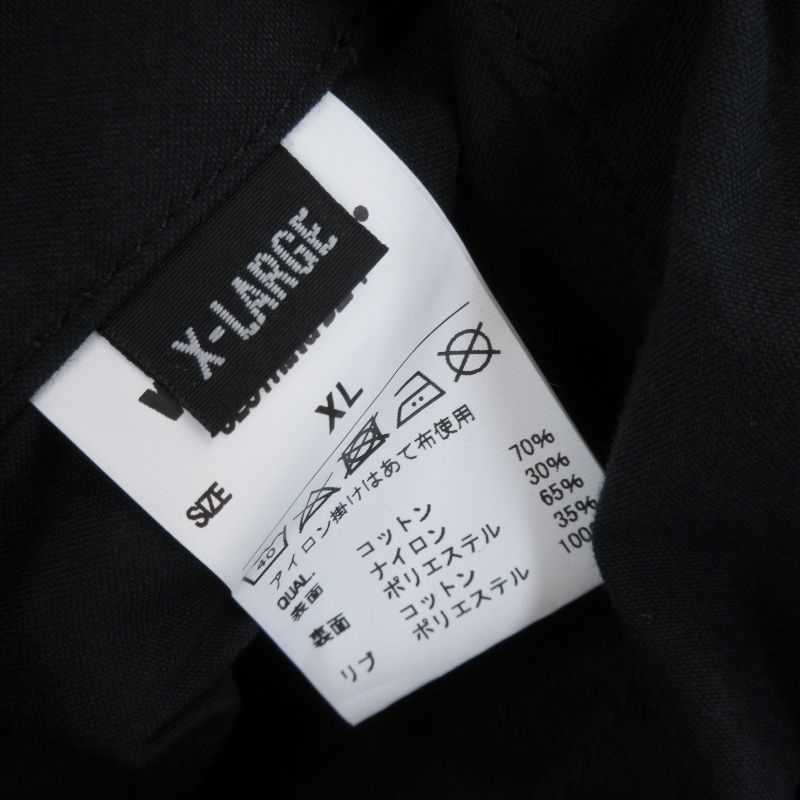 X-LARGE
SIZE XL
40
アイロン掛けはあて布使用
QUAL.
表面 コットン 70%
ナイロン 30%
裏面 ポリエステル 65%
コットン 35%
リブ ポリエステル 100